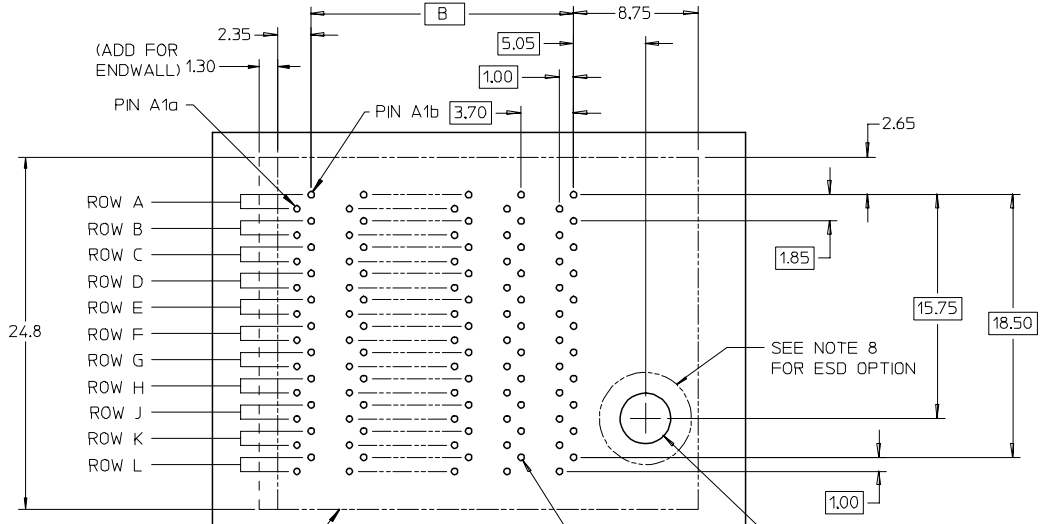 B
8.75
2.35
5.05
(ADD FOR
ENDWALL) 1.30
1.00
PIN A1a
PIN A1b
3.70
2.65
ROW A
ROW B
ROW C
1.85
ROW D
ROW E
15.75
24.8
ROW F
18.50
ROW G
SEE NOTE 8
FOR ESD OPTION
ROW H
ROW J
ROW K
ROW L
1.00